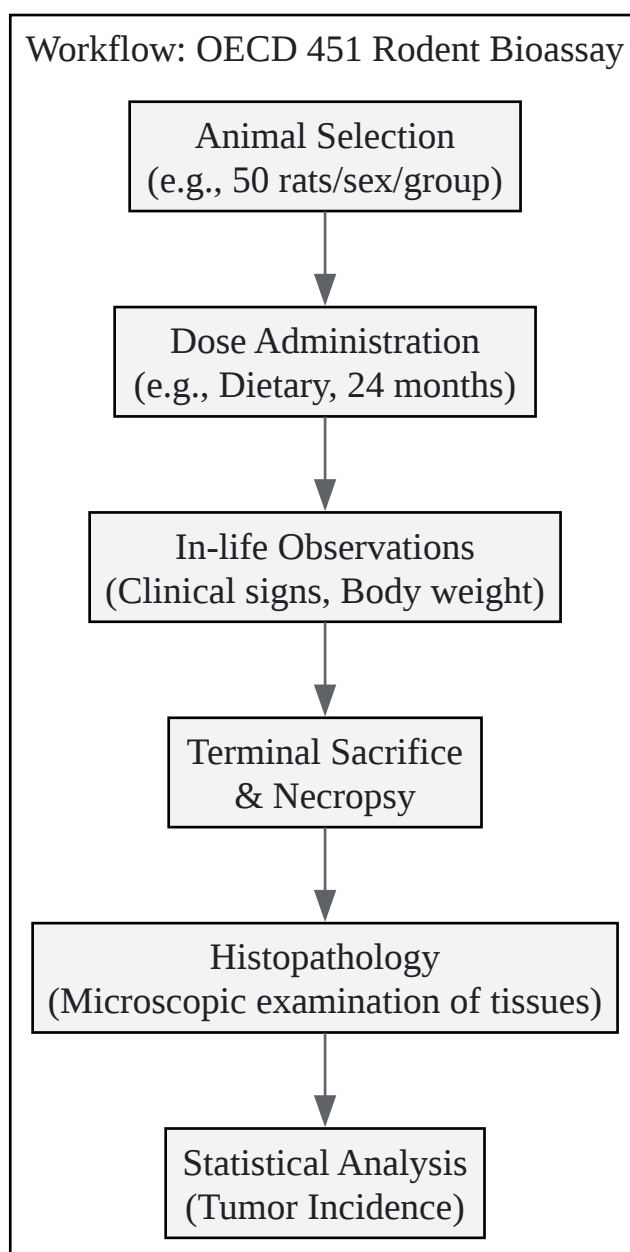 Workflow: OECD 451 Rodent Bioassay
Animal Selection
(e.g., 50 rats/sex/group)
Dose Administration
(e.g., Dietary, 24 months)
In-life Observations
(Clinical signs, Body weight)
Terminal Sacrifice
& Necropsy
Histopathology
(Microscopic examination of tissues)
Statistical Analysis
(Tumor Incidence)